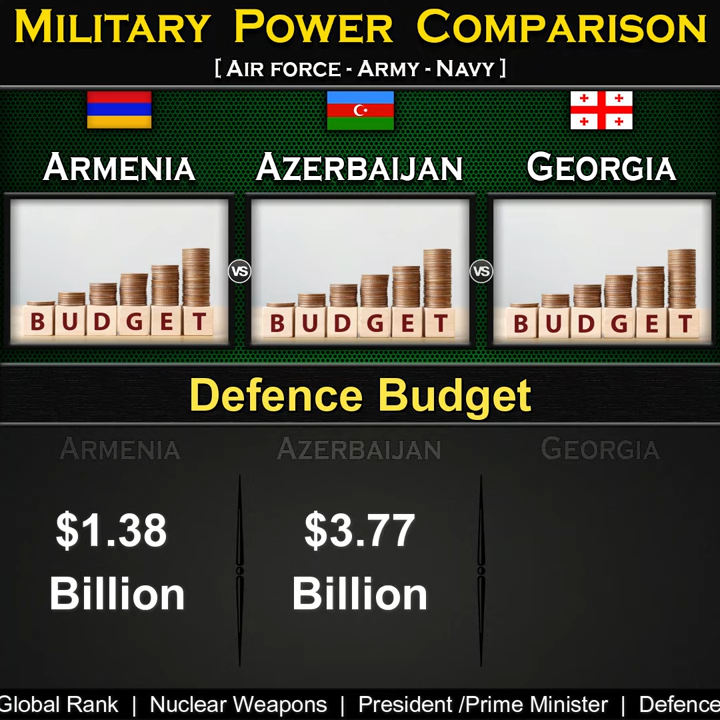 MILITARY POWER COMPARISON
[ AIR FORCE - ARMY - NAVY ]
ARMENIA AZERBAIJAN GEORGIA
VS VS
BUDGET BUDGET BUDGET
Defence Budget
ARMENIA AZERBAIJAN GEORGIA
$1.38 $3.77
Billion Billion
Global Rank | Nuclear Weapons | President /Prime Minister | Defence